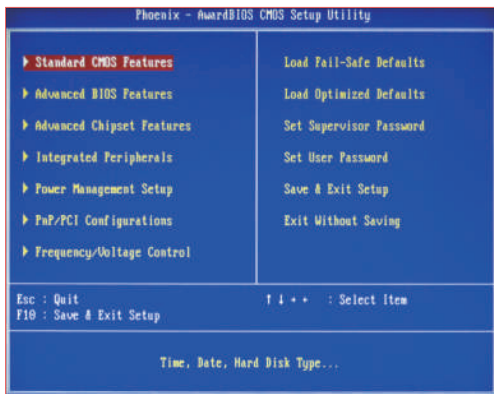 Phoenix - AwardBIOS CMOS Setup Utility
Standard CMOS Features
Advanced BIOS Features
Advanced Chipset Features
Integrated Peripherals
Power Management Setup
PnP/PCI Configurations
Frequency/Voltage Control
Load Fail-Safe Defaults
Load Optimized Defaults
Set Supervisor Password
Set User Password
Save & Exit Setup
Exit Without Saving
Esc : Quit
F10 : Save & Exit Setup
↑ ↓ ← → : Select Item
Time, Date, Hard Disk Type...